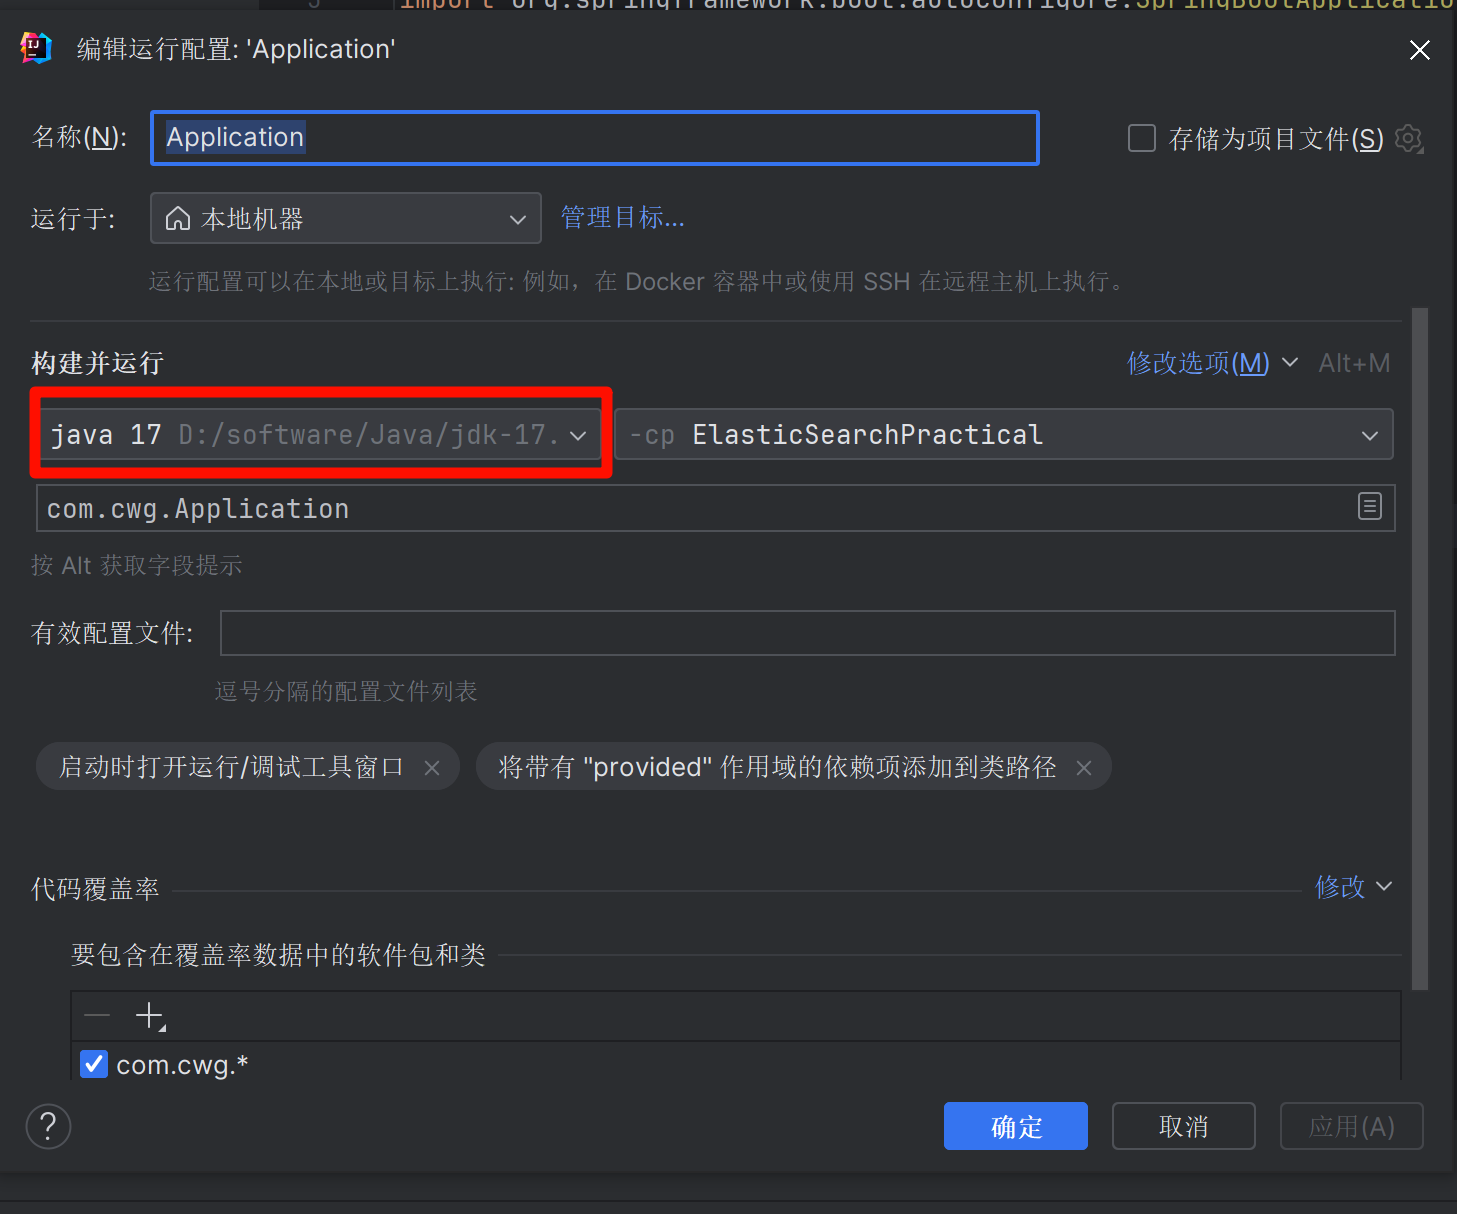 import org.springframework.boot.autoconfigure.SpringBootApplicatio
编辑运行配置: 'Application'
名称(N): Application 存储为项目文件(S)
运行于: 本地机器 管理目标...
运行配置可以在本地或目标上执行: 例如，在 Docker 容器中或使用 SSH 在远程主机上执行。
构建并运行 修改选项(M) Alt+M
java 17 D:/software/Java/jdk-17. -cp ElasticSearchPractical
com.cwg.Application
按 Alt 获取字段提示
有效配置文件:
逗号分隔的配置文件列表
启动时打开运行/调试工具窗口 将带有 "provided" 作用域的依赖项添加到类路径
代码覆盖率 修改
要包含在覆盖率数据中的软件包和类
com.cwg.*
? 确定 取消 应用(A)